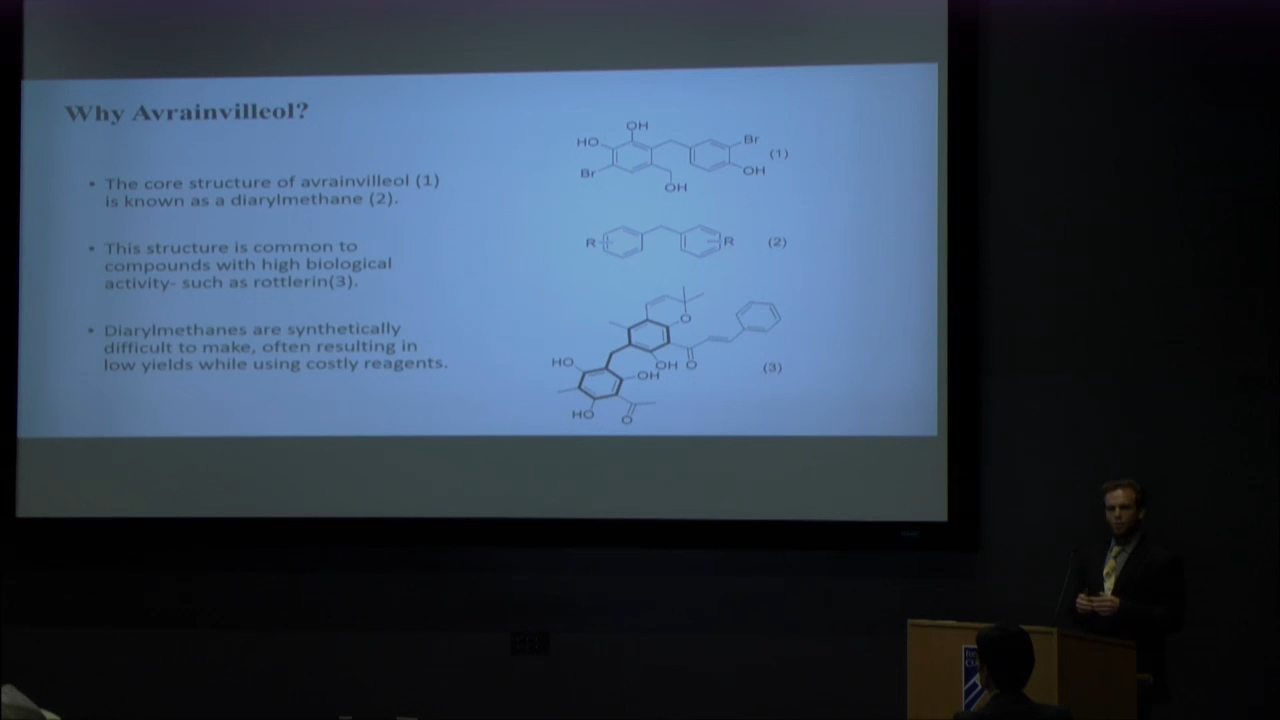 Why Avrainvilleol?
• The core structure of avrainvilleol (1)
is known as a diarylmethane (2).
• This structure is common to
compounds with high biological
activity- such as rottlerin(3).
• Diarylmethanes are synthetically
difficult to make, often resulting in
low yields while using costly reagents.
OH
HO
Br
(1)
Br
OH
OH
R
R
(2)
O
HO
OH
O
OH
(3)
HO
O